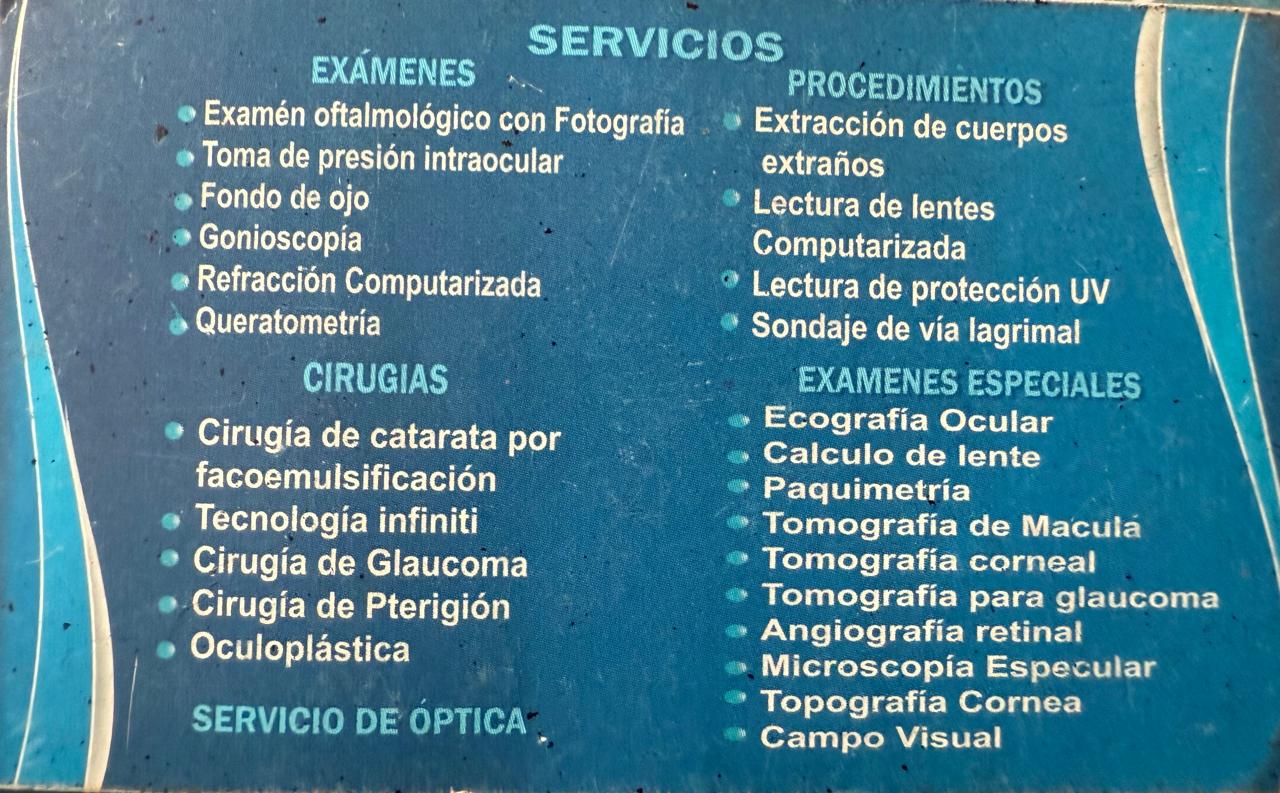 SERVICIOS
EXÁMENES
Examén oftalmológico con Fotografía
Toma de presión intraocular
Fondo de ojo
Gonioscopía
Refracción Computarizada
Queratometría
CIRUGIAS
Cirugía de catarata por
facoemulsificación
Tecnología infiniti
Cirugía de Glaucoma
Cirugía de Pterigión
Oculoplástica
SERVICIO DE ÓPTICA
PROCEDIMIENTOS
Extracción de cuerpos
extraños
Lectura de lentes
Computarizada
Lectura de protección UV
Sondaje de vía lagrimal
EXAMENES ESPECIALES
Ecografía Ocular
Calculo de lente
Paquimetría
Tomografía de Maculá
Tomografía corneal
Tomografía para glaucoma
Angiografía retinal
Microscopía Especular
Topografía Cornea
Campo Visual